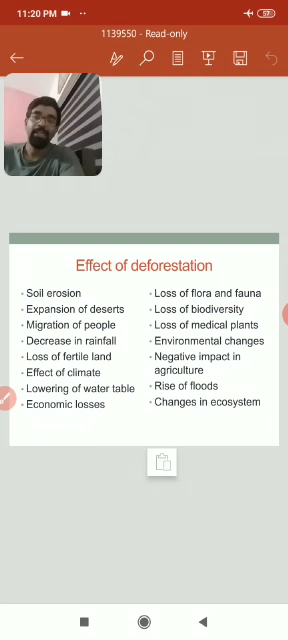 11:20 PM
57
1139550 - Read-only
Effect of deforestation
• Soil erosion
• Expansion of deserts
• Migration of people
• Decrease in rainfall
• Loss of fertile land
• Effect of climate
• Lowering of water table
• Economic losses
• Loss of flora and fauna
• Loss of biodiversity
• Loss of medical plants
• Environmental changes
• Negative impact in
agriculture
• Rise of floods
• Changes in ecosystem